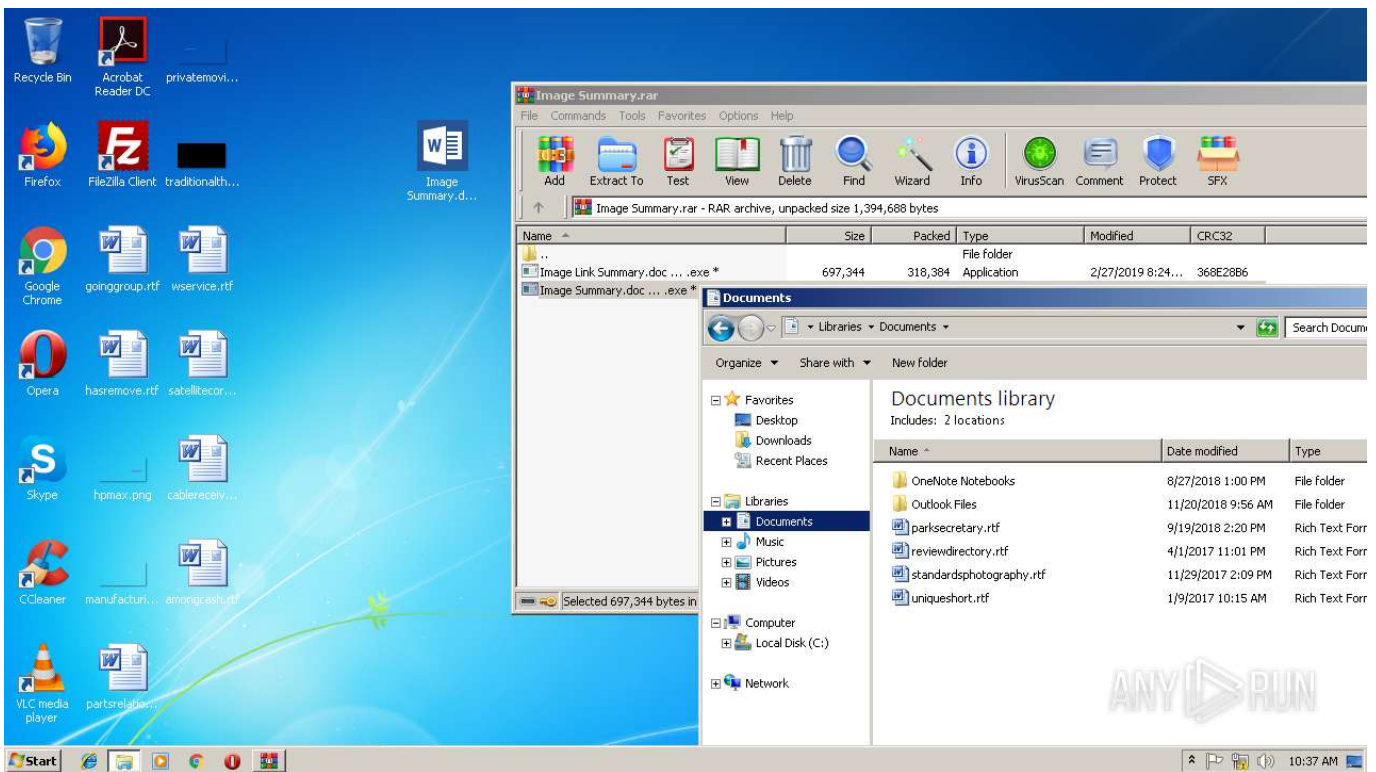 Recycle Bin
Acrobat
Reader DC
privatemovi...
Firefox
FileZilla Client
traditionalth...
Image
Summary.d...
Google
Chrome
goinggroup.rtf
wservice.rtf
Opera
hasremove.rtf
satellitecor...
Skype
hpmax.png
cablereceiv...
CCleaner
manufacturi...
amongcash.rtf
VLC media
player
partsrelatio...
Image Summary.rar
File Commands Tools Favorites Options Help
Add Extract To Test View Delete Find Wizard Info VirusScan Comment Protect SFX
Image Summary.rar - RAR archive, unpacked size 1,394,688 bytes
Name Size Packed Type Modified CRC32
.. File folder
Image Link Summary.doc ... .exe * 697,344 318,384 Application 2/27/2019 8:24... 368E28B6
Image Summary.doc ... .exe *
Selected 697,344 bytes in
Documents
Libraries Documents
Search Docum
Organize Share with New folder
Favorites
Desktop
Downloads
Recent Places
Libraries
Documents
Music
Pictures
Videos
Computer
Local Disk (C:)
Network
Documents library
Includes: 2 locations
Name Date modified Type
OneNote Notebooks 8/27/2018 1:00 PM File folder
Outlook Files 11/20/2018 9:56 AM File folder
parksecretary.rtf 9/19/2018 2:20 PM Rich Text Forr
reviewdirectory.rtf 4/1/2017 11:01 PM Rich Text Forr
standardsphotography.rtf 11/29/2017 2:09 PM Rich Text Forr
uniqueshort.rtf 1/9/2017 10:15 AM Rich Text Forr
ANY RUN
Start
10:37 AM